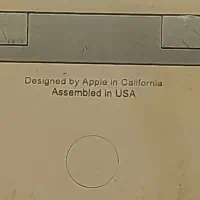 Designed by Apple in California
Assembled in USA